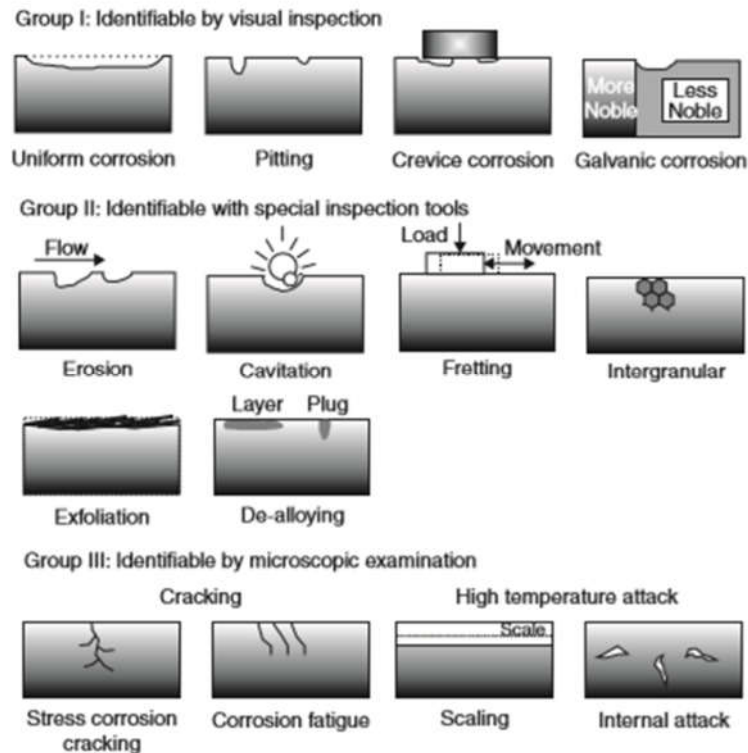 Group I: Identifiable by visual inspection
More
Noble
Less
Noble
Uniform corrosion
Pitting
Crevice corrosion
Galvanic corrosion
Group II: Identifiable with special inspection tools
Flow
Load
Movement
Erosion
Cavitation
Fretting
Intergranular
Layer
Plug
Exfoliation
De-alloying
Group III: Identifiable by microscopic examination
Cracking
High temperature attack
Scale
Stress corrosion
cracking
Corrosion fatigue
Scaling
Internal attack